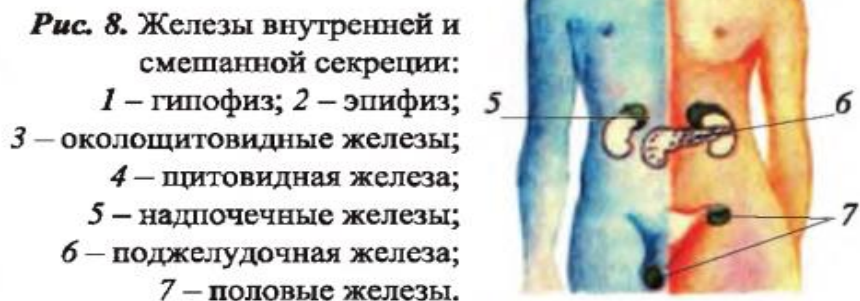 Рис. 8. Железы внутренней и
смешанной секреции:
1 – гипофиз; 2 – эпифиз;
3 – околощитовидные железы;
4 – щитовидная железа;
5 – надпочечные железы;
6 – поджелудочная железа;
7 – половые железы.
5
6
7